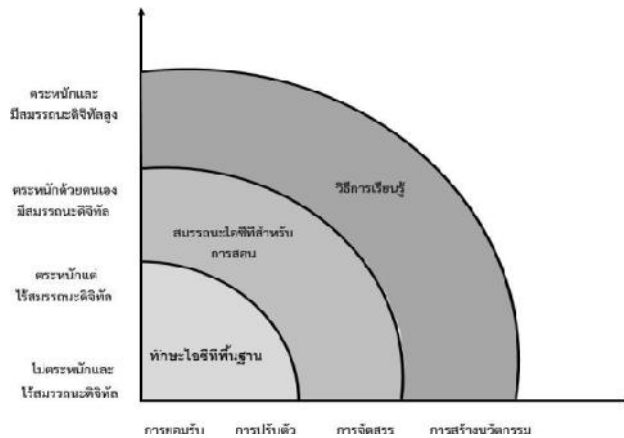 ตระหนักและ
มีสมรรถนะดิจิทัลสูง
ตระหนักด้วยตนเอง
มีสมรรถนะดิจิทัล
ตระหนักแต่
ไร้สมรรถนะดิจิทัล
ไม่ตระหนักและ
ไร้สมรรถนะดิจิทัล
วิธีการเรียนรู้
สมรรถนะไอซีทีสำหรับ
การสอน
ทักษะไอซีทีพื้นฐาน
การยอมรับ การปรับตัว การจัดสรร การสร้างนวัตกรรม